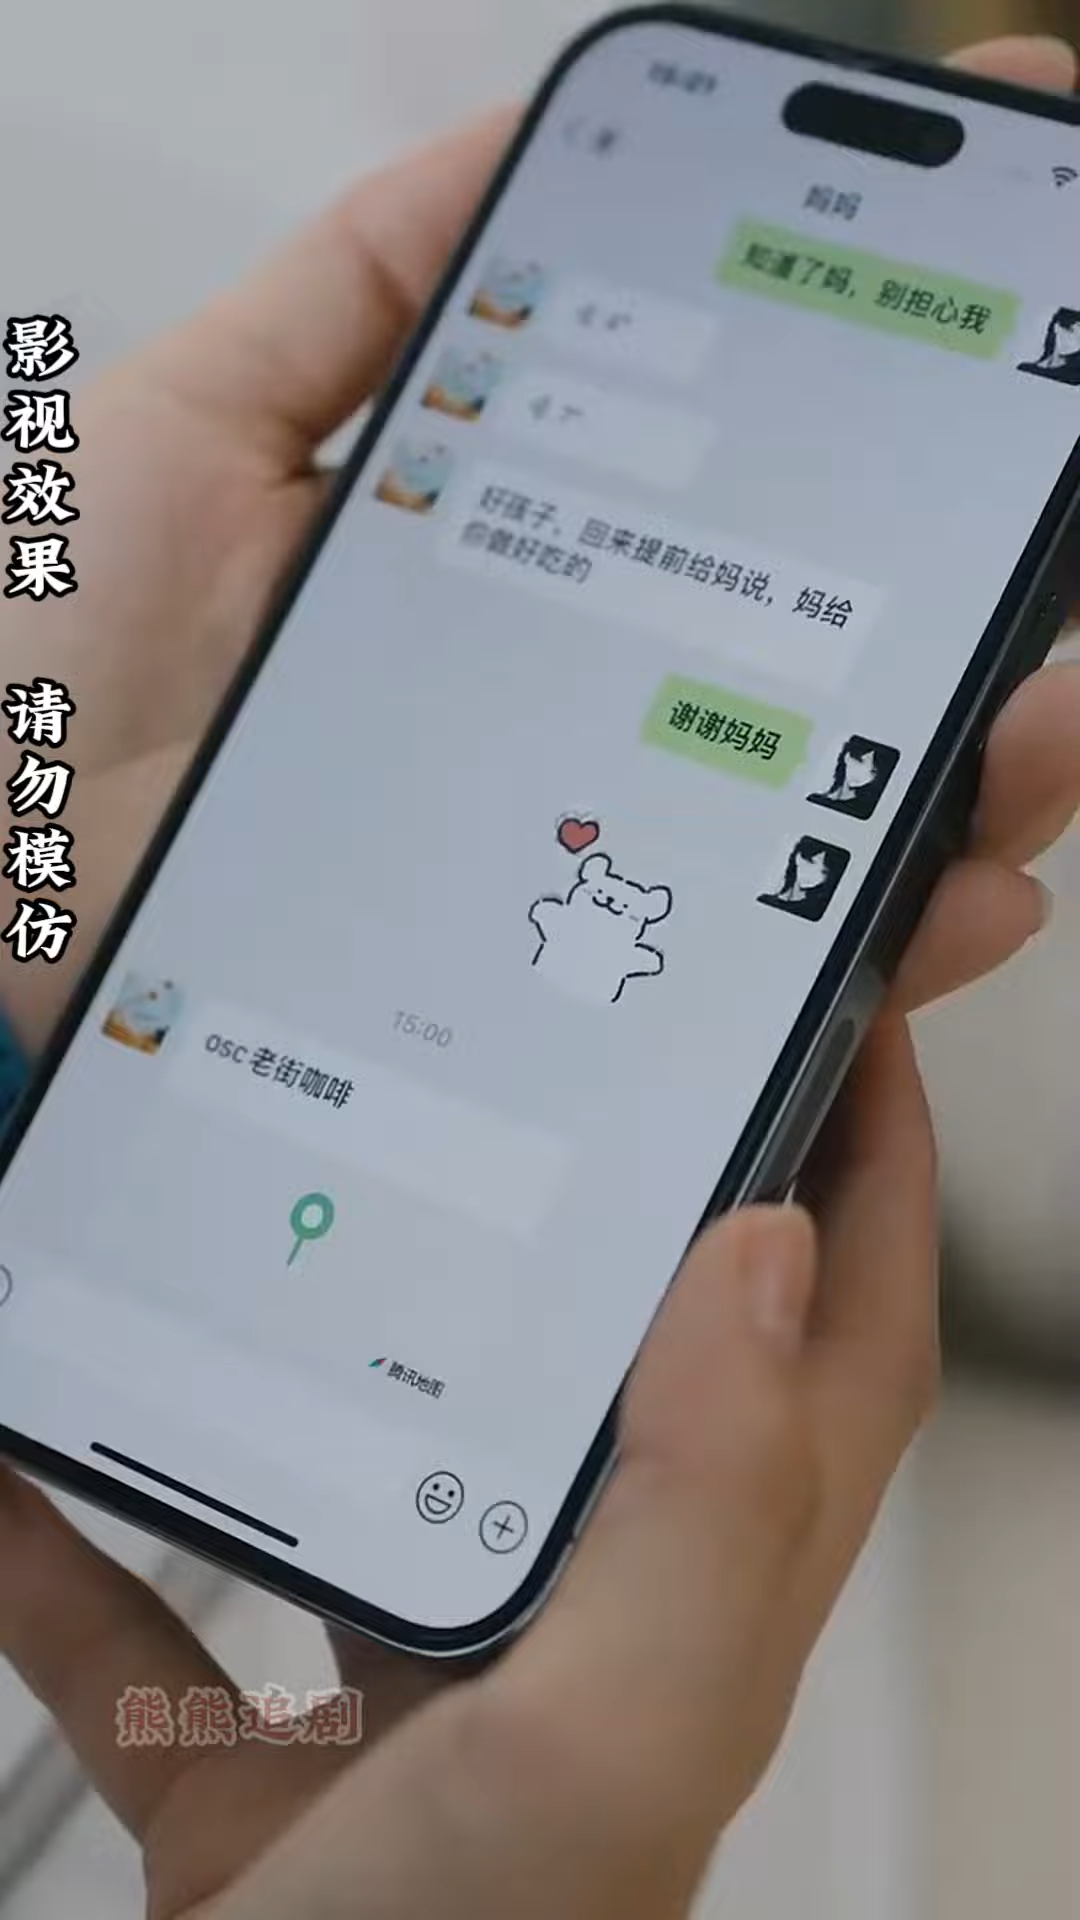 影视效果 请勿模仿
妈妈
知道了妈，别担心我
好孩子，回来提前给妈说，妈给
你做好吃的
谢谢妈妈
15:00
osc老街咖啡
腾讯地图
熊熊追剧